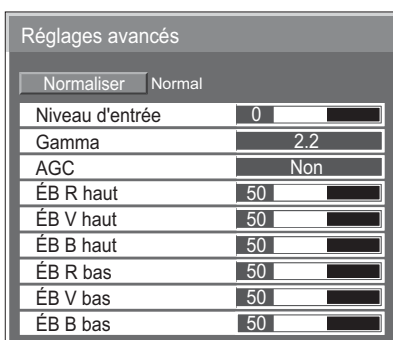 Réglages avancés
Normaliser Normal
Niveau d'entrée 0
Gamma 2.2
AGC Non
ÉB R haut 50
ÉB V haut 50
ÉB B haut 50
ÉB R bas 50
ÉB V bas 50
ÉB B bas 50